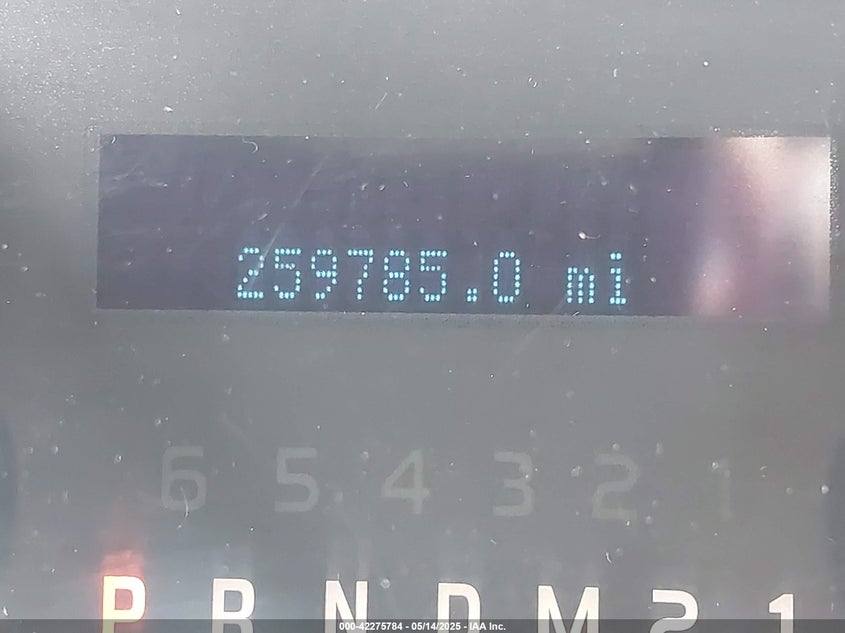 259785.0 mi
6 5 4 3 2 1
P R N D M 2 1
000-42275784 - 05/14/2025 - IAA Inc.